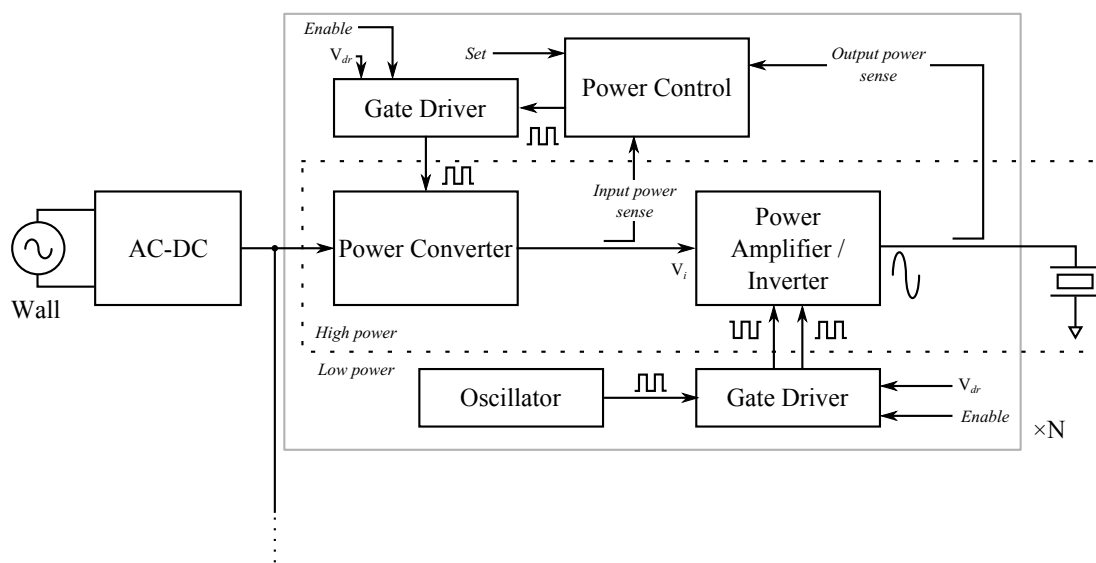 Enable
V_dr
Set
Output power
sense
Power Control
Gate Driver
Input power
sense
Power
Amplifier /
Inverter
AC-DC
Power Converter
V_i
Wall
High power
Low power
Oscillator
Gate Driver
V_dr
Enable
×N